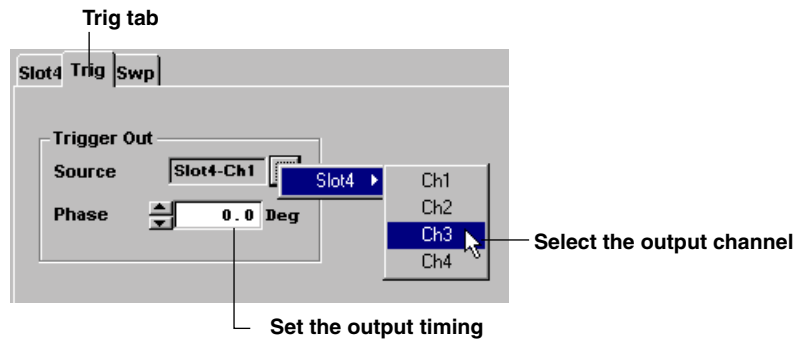 Trig tab
Slot4 Trig Swp
Trigger Out
Source Slot4-Ch1 Slot4 Ch1
Ch2
Phase 0.0 Deg
Ch3
Select the output channel
Ch4
Set the output timing